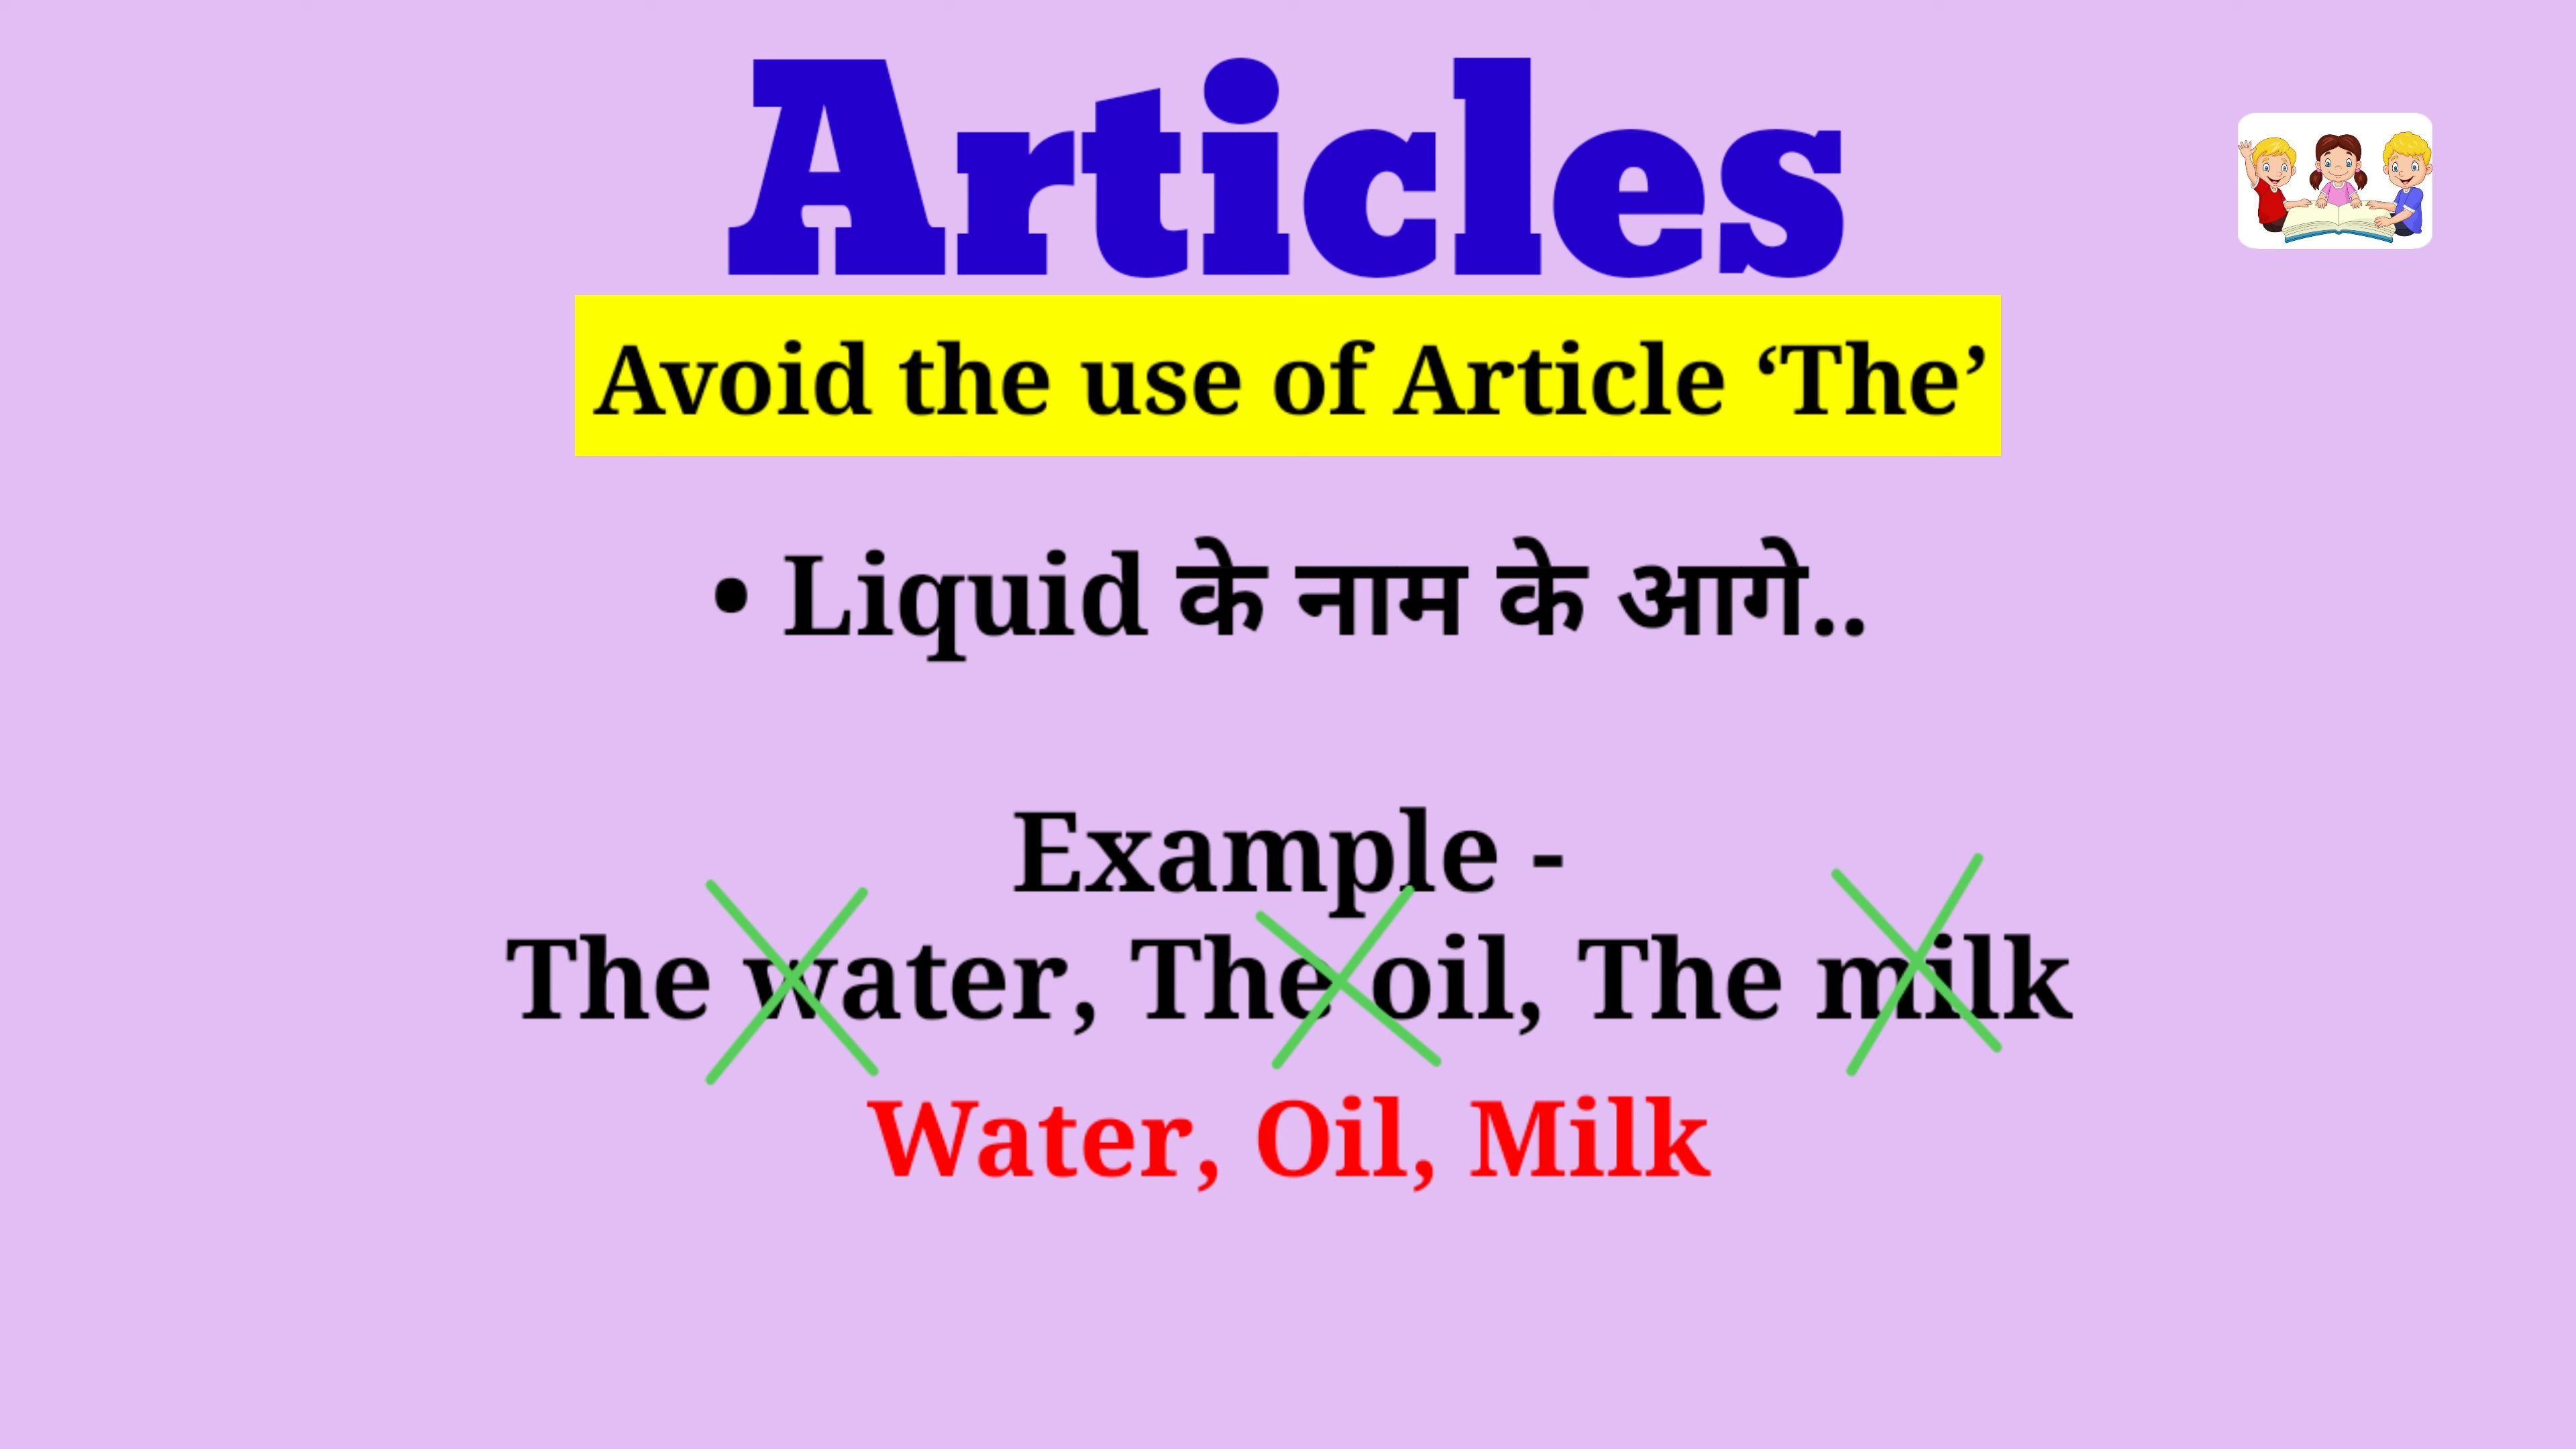 Articles
Avoid the use of Article ‘The’
• Liquid के नाम के आगे..
Example -
The water, The oil, The milk
Water, Oil, Milk